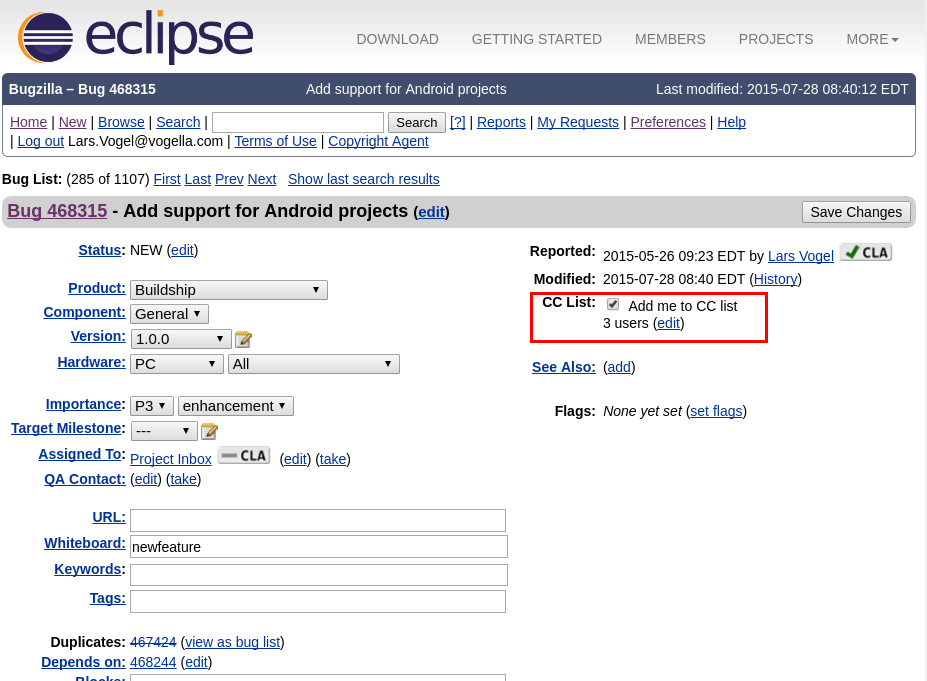 eclipse
DOWNLOAD GETTING STARTED MEMBERS PROJECTS MORE
Bugzilla – Bug 468315 Add support for Android projects Last modified: 2015-07-28 08:40:12 EDT
Home | New | Browse | Search | Search [?] | Reports | My Requests | Preferences | Help
| Log out Lars.Vogel@vogella.com | Terms of Use | Copyright Agent
Bug List: (285 of 1107) First Last Prev Next Show last search results
Bug 468315 - Add support for Android projects (edit) Save Changes
Status: NEW (edit)
Product: Buildship
Component: General
Version: 1.0.0
Hardware: PC All
Importance: P3 enhancement
Target Milestone: ---
Assigned To: Project Inbox CLA (edit) (take)
QA Contact: (edit) (take)
URL:
Whiteboard: newfeature
Keywords:
Tags:
Duplicates: 467424 (view as bug list)
Depends on: 468244 (edit)
Blocks:
Reported: 2015-05-26 09:23 EDT by Lars Vogel CLA
Modified: 2015-07-28 08:40 EDT (History)
CC List: Add me to CC list
3 users (edit)
See Also: (add)
Flags: None yet set (set flags)